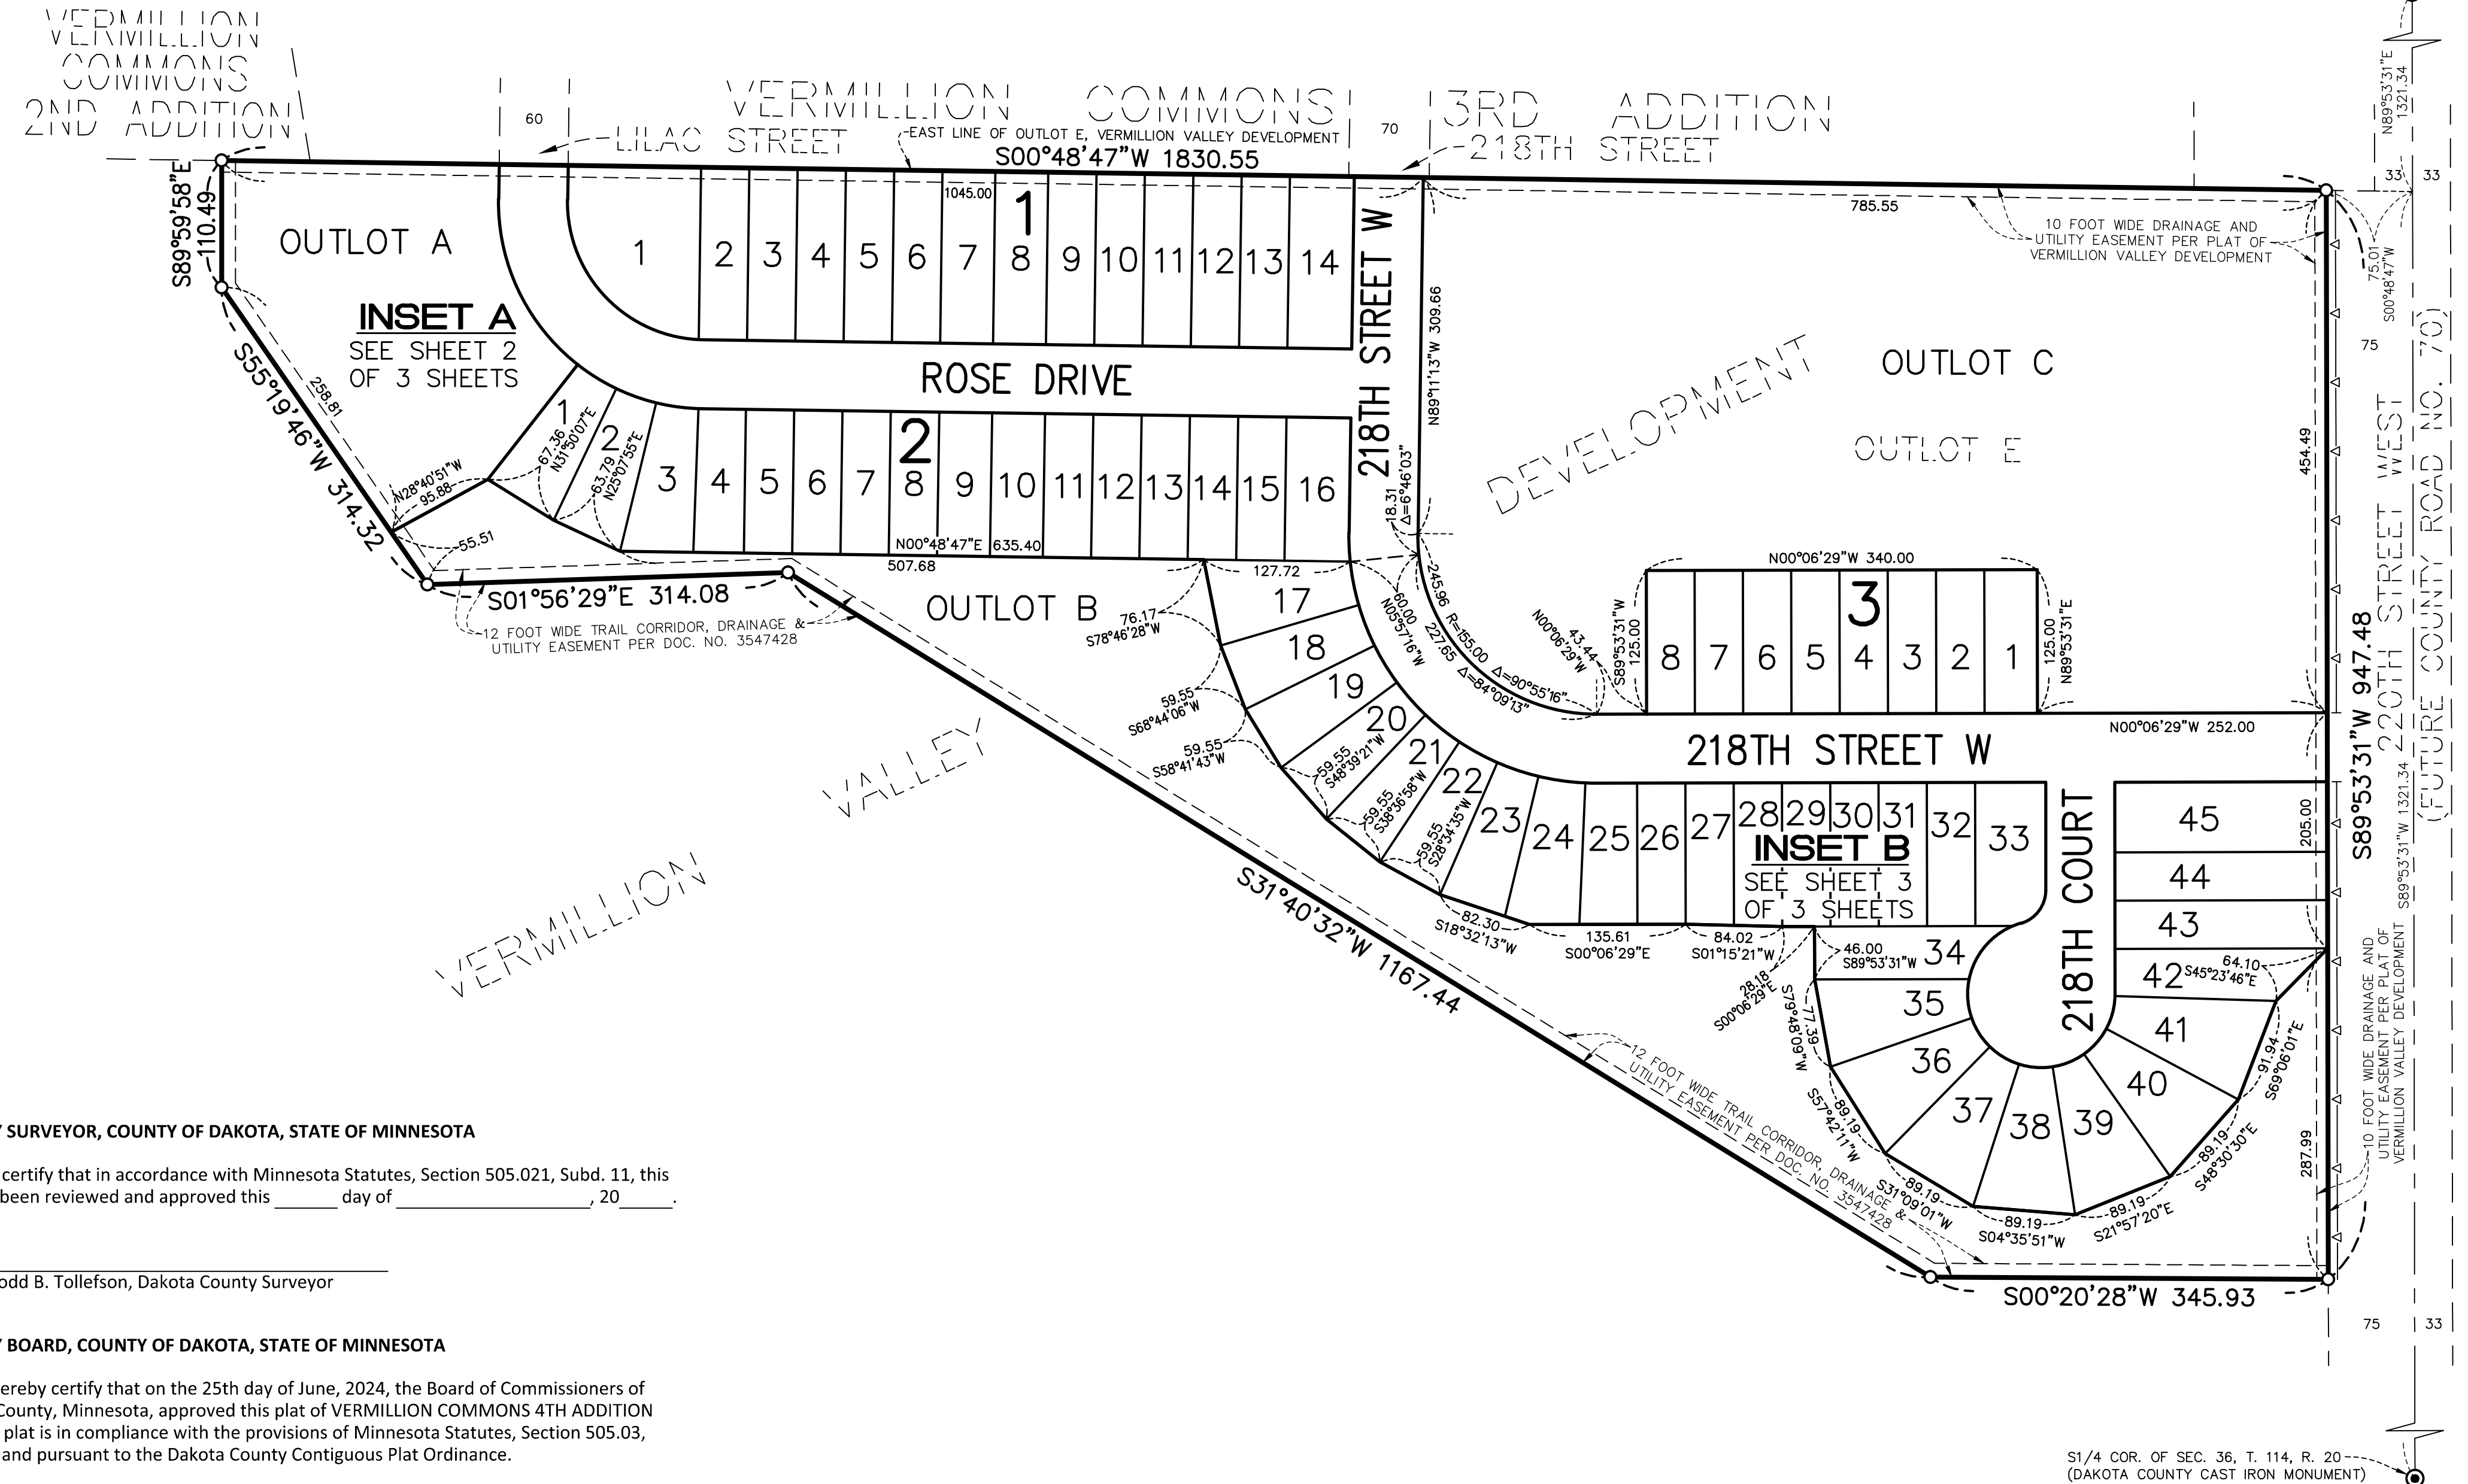 VERMILLION
COMMONS
2ND ADDITION
VERMILLION COMMONS 3RD ADDITION
60
LILAC STREET
EAST LINE OF OUTLOT E, VERMILLION VALLEY DEVELOPMENT
S00°48'47"W 1830.55
70
218TH STREET
N89°53'31"E
1321.34
33
33
S89°59'58"E
110.49
OUTLOT A
INSET A
SEE SHEET 2
OF 3 SHEETS
S55°19'46"W 314.32
258.81
1045.00
1
1
2
3
4
5
6
7
8
9
10
11
12
13
14
ROSE DRIVE
218TH STREET W
N89°11'13"W 309.66
785.55
10 FOOT WIDE DRAINAGE AND
UTILITY EASEMENT PER PLAT OF
VERMILLION VALLEY DEVELOPMENT
75.01
S00°48'47"W
75
OUTLOT C
DEVELOPMENT
OUTLOT E
454.49
2
1
67.36
N31°50'07"E
2
63.79
N25°07'55"E
3
4
5
6
7
8
9
10
11
12
13
14
15
16
N28°40'51"W
95.88
55.51
N00°48'47"E 635.40
507.68
127.72
18.31
Δ=6°46'03"
S01°56'29"E 314.08
12 FOOT WIDE TRAIL CORRIDOR, DRAINAGE &
UTILITY EASEMENT PER DOC. NO. 3547428
OUTLOT B
76.17
S78°46'28"W
17
18
19
20
21
22
23
24
25
26
27
28
29
30
31
32
33
60.00
N05°57'16"W
245.96 R=155.00 Δ=90°55'16"
227.65 Δ=84°09'13"
43.44
N00°06'29"W
S89°53'31"W
125.00
N00°06'29"W 340.00
3
8
7
6
5
4
3
2
1
125.00
N89°53'31"E
N00°06'29"W 252.00
218TH STREET W
59.55
S68°44'06"W
59.55
S58°41'43"W
59.55
S48°39'21"W
59.55
S38°36'58"W
59.55
S28°34'35"W
82.30
S18°32'13"W
135.61
S00°06'29"E
84.02
S01°15'21"W
28.18
S00°06'29"E
46.00
S89°53'31"W
INSET B
SEE SHEET 3
OF 3 SHEETS
218TH COURT
45
44
43
42
S45°23'46"E
64.10
41
40
39
38
37
36
35
34
205.00
S89°53'31"W 947.48
S89°53'31"W 1321.34
220TH STREET WEST
(FUTURE COUNTY ROAD NO. 70)
VALLEY
VERMILLION
S31°40'32"W 1167.44
12 FOOT WIDE TRAIL CORRIDOR, DRAINAGE &
UTILITY EASEMENT PER DOC. NO. 3547428
77.39
S79°48'09"W
89.19
S57°42'11"W
89.19
S31°09'01"W
89.19
S04°35'51"W
89.19
S21°57'20"E
89.19
S48°30'30"E
91.94
S69°06'01"E
287.99
10 FOOT WIDE DRAINAGE AND
UTILITY EASEMENT PER PLAT OF
VERMILLION VALLEY DEVELOPMENT
S00°20'28"W 345.93
75
33
Y SURVEYOR, COUNTY OF DAKOTA, STATE OF MINNESOTA
certify that in accordance with Minnesota Statutes, Section 505.021, Subd. 11, this
been reviewed and approved this ______ day of ____________________, 20_____.
odd B. Tollefson, Dakota County Surveyor
Y BOARD, COUNTY OF DAKOTA, STATE OF MINNESOTA
ereby certify that on the 25th day of June, 2024, the Board of Commissioners of
County, Minnesota, approved this plat of VERMILLION COMMONS 4TH ADDITION
plat is in compliance with the provisions of Minnesota Statutes, Section 505.03,
and pursuant to the Dakota County Contiguous Plat Ordinance.
S1/4 COR. OF SEC. 36, T. 114, R. 20
(DAKOTA COUNTY CAST IRON MONUMENT)